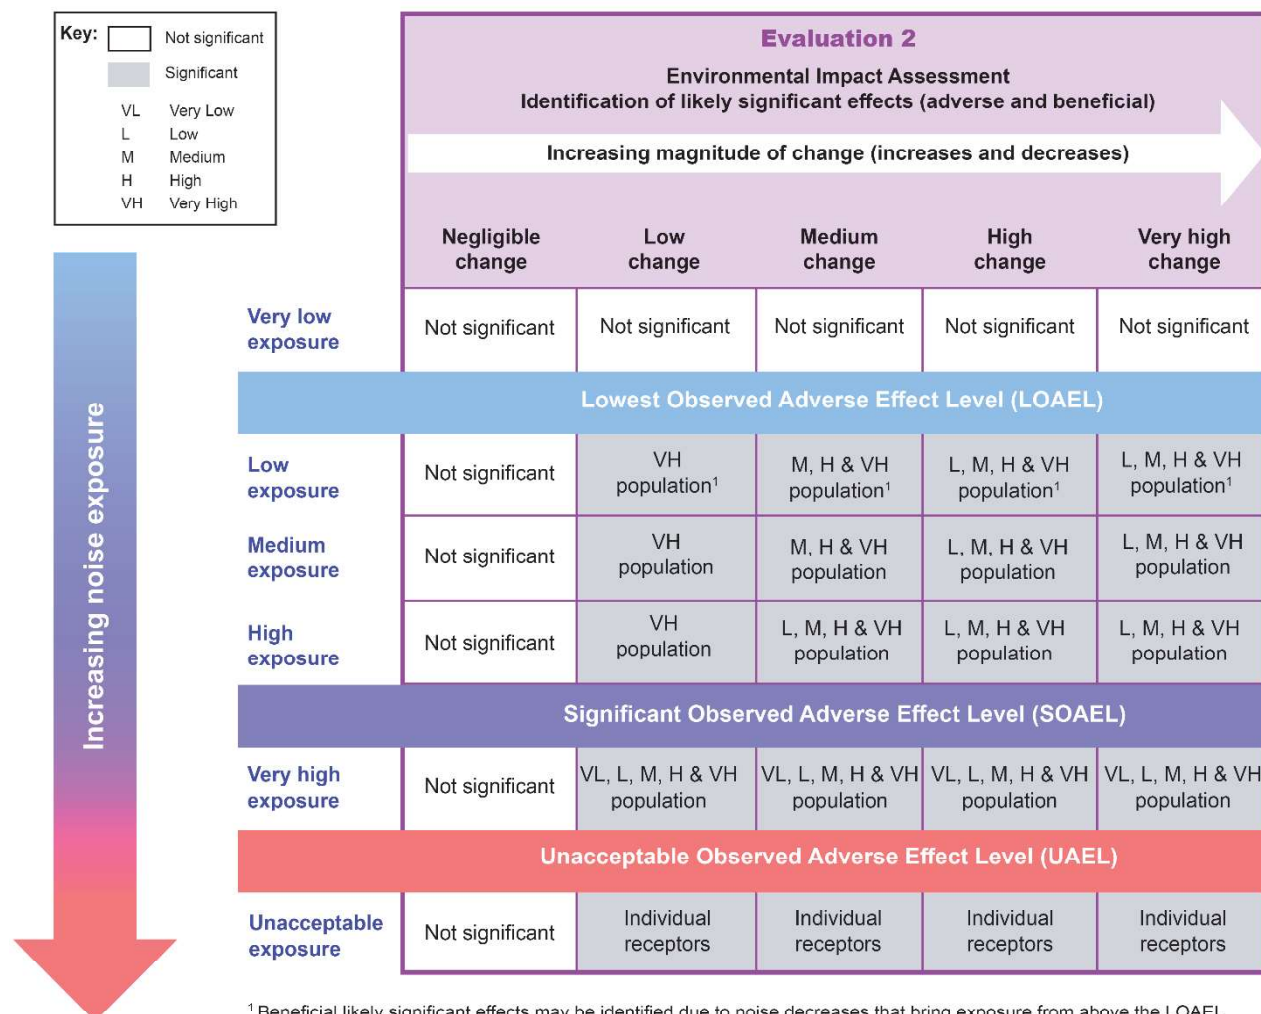 Key:
Not significant
Significant
VL Very Low
L Low
M Medium
H High
VH Very High
Evaluation 2
Environmental Impact Assessment
Identification of likely significant effects (adverse and beneficial)
Increasing magnitude of change (increases and decreases)
Negligible change
Low change
Medium change
High change
Very high change
Increasing noise exposure
Very low exposure
Not significant
Not significant
Not significant
Not significant
Not significant
Lowest Observed Adverse Effect Level (LOAEL)
Low exposure
Not significant
VH population¹
M, H & VH population¹
L, M, H & VH population¹
L, M, H & VH population¹
Medium exposure
Not significant
VH population
M, H & VH population
L, M, H & VH population
L, M, H & VH population
High exposure
Not significant
VH population
L, M, H & VH population
L, M, H & VH population
L, M, H & VH population
Significant Observed Adverse Effect Level (SOAEL)
Very high exposure
Not significant
VL, L, M, H & VH population
VL, L, M, H & VH population
VL, L, M, H & VH population
VL, L, M, H & VH population
Unacceptable Observed Adverse Effect Level (UAEL)
Unacceptable exposure
Not significant
Individual receptors
Individual receptors
Individual receptors
Individual receptors
¹ Beneficial likely significant effects may be identified due to noise decreases that bring exposure from above the LOAEL